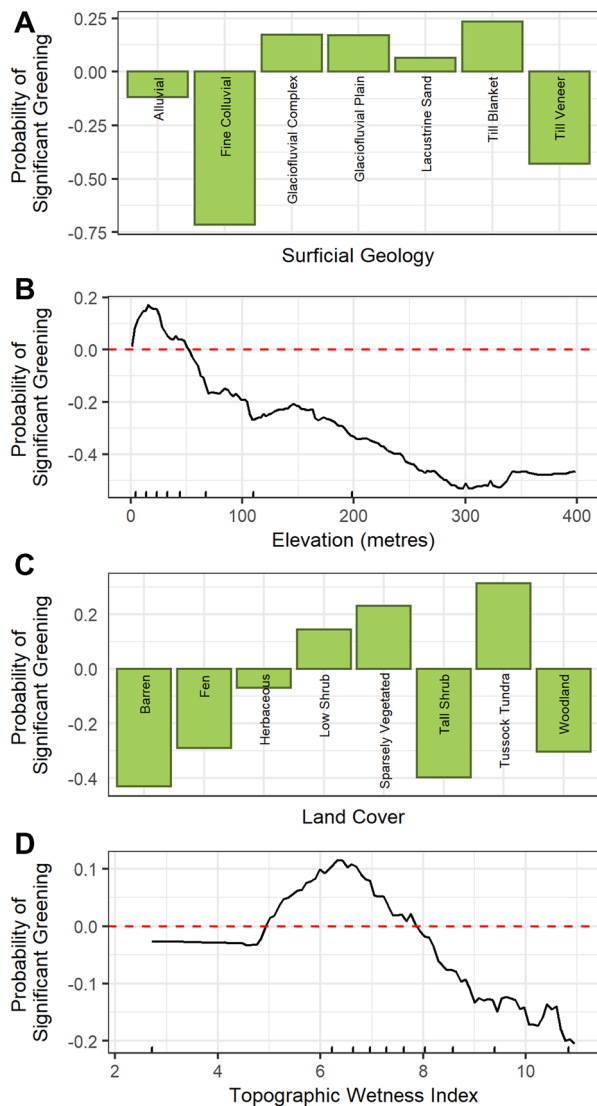 A
Probability of
Significant Greening
0.25
0.00
-0.25
-0.50
-0.75
Alluvial
Fine Colluvial
Glaciofluvial Complex
Glaciofluvial Plain
Lacustrine Sand
Till Blanket
Till Veneer
Surficial Geology
B
Probability of
Significant Greening
0.2
0.0
-0.2
-0.4
0 100 200 300 400
Elevation (metres)
C
Probability of
Significant Greening
0.2
0.0
-0.2
-0.4
Barren
Fen
Herbaceous
Low Shrub
Sparsely Vegetated
Tall Shrub
Tussock Tundra
Woodland
Land Cover
D
Probability of
Significant Greening
0.1
0.0
-0.1
-0.2
2 4 6 8 10
Topographic Wetness Index